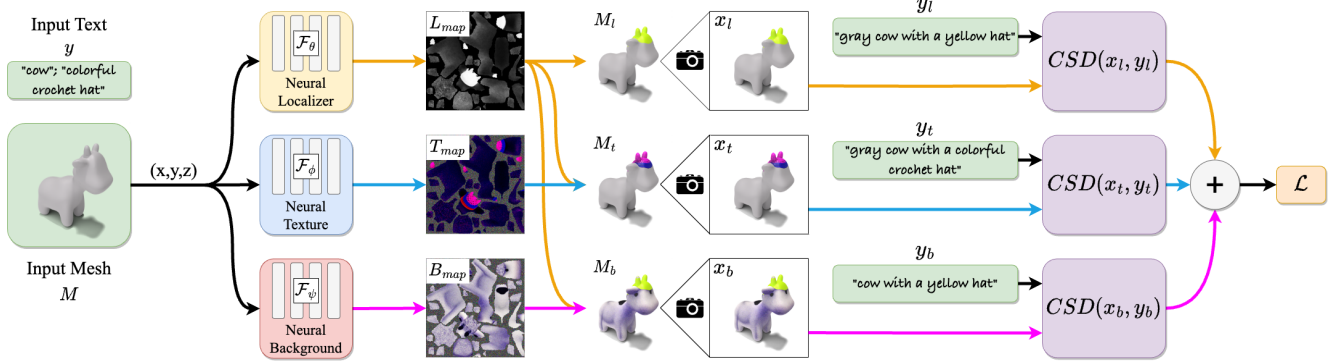 Input Text
y
"cow"; "colorful
crochet hat"
Input Mesh
M
(x,y,z)
F_θ
Neural
Localizer
F_ϕ
Neural
Texture
F_ψ
Neural
Background
L_map
T_map
B_map
M_l
x_l
M_t
x_t
M_b
x_b
y_l
"gray cow with a yellow hat"
y_t
"gray cow with a colorful
crochet hat"
y_b
"cow with a yellow hat"
CSD(x_l, y_l)
CSD(x_t, y_t)
CSD(x_b, y_b)
+
L